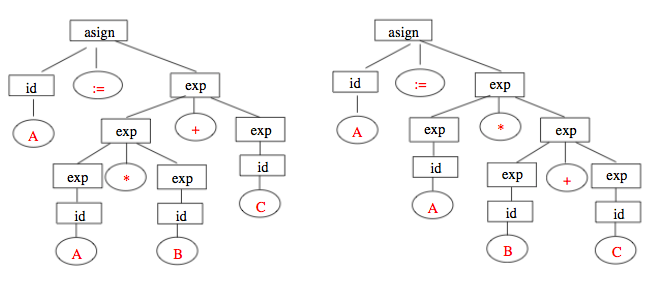 asign asign
id := exp id := exp
A exp + exp A exp * exp
exp * exp id id exp + exp
id id C A id id
A B B C